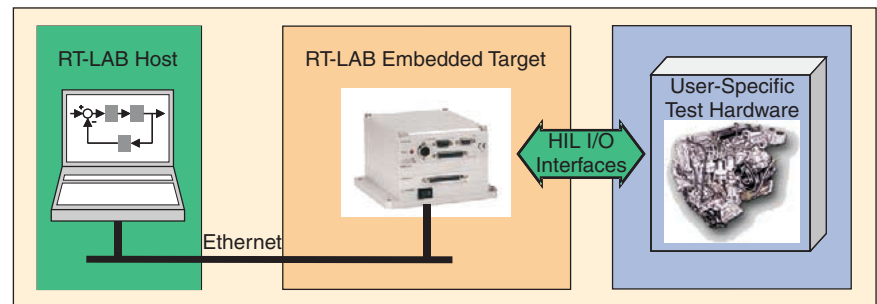 RT-LAB Host
RT-LAB Embedded Target
User-Specific
Test Hardware
HIL I/O
Interfaces
Ethernet